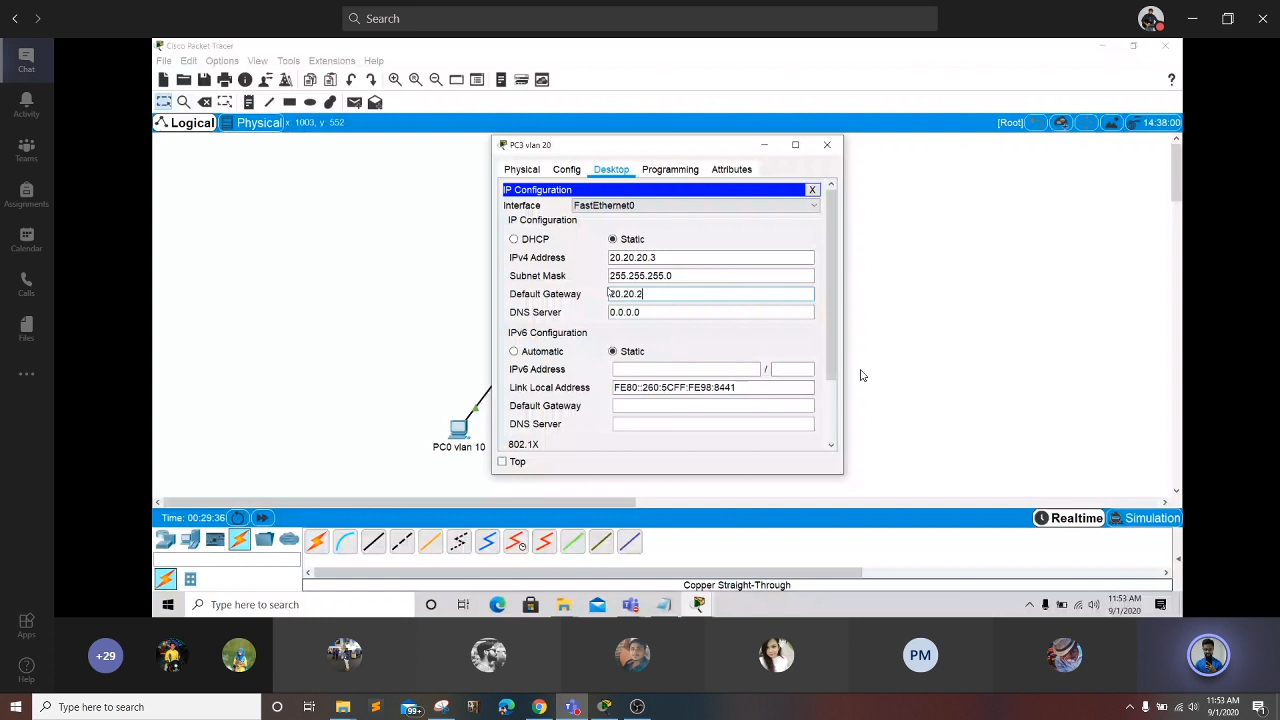 Search
Cisco Packet Tracer
File Edit Options View Tools Extensions Help
Logical Physical x: 1003, y: 552 [Root] 14:38:00
PC3 vlan 20
Physical Config Desktop Programming Attributes
IP Configuration X
Interface FastEthernet0
IP Configuration
DHCP Static
IPv4 Address 20.20.20.3
Subnet Mask 255.255.255.0
Default Gateway 20.20.2
DNS Server 0.0.0.0
IPv6 Configuration
Automatic Static
IPv6 Address /
Link Local Address FE80::260:5CFF:FE98:8441
Default Gateway
DNS Server
802.1X
Top
PC0 vlan 10
Time: 00:29:36 Realtime Simulation
Copper Straight-Through
Type here to search 11:53 AM
9/1/2020
Chat
Activity
Teams
Assignments
Calendar
Calls
Files
Apps
Help
+29 PM
Type here to search 99+ 11:53 AM
9/1/2020